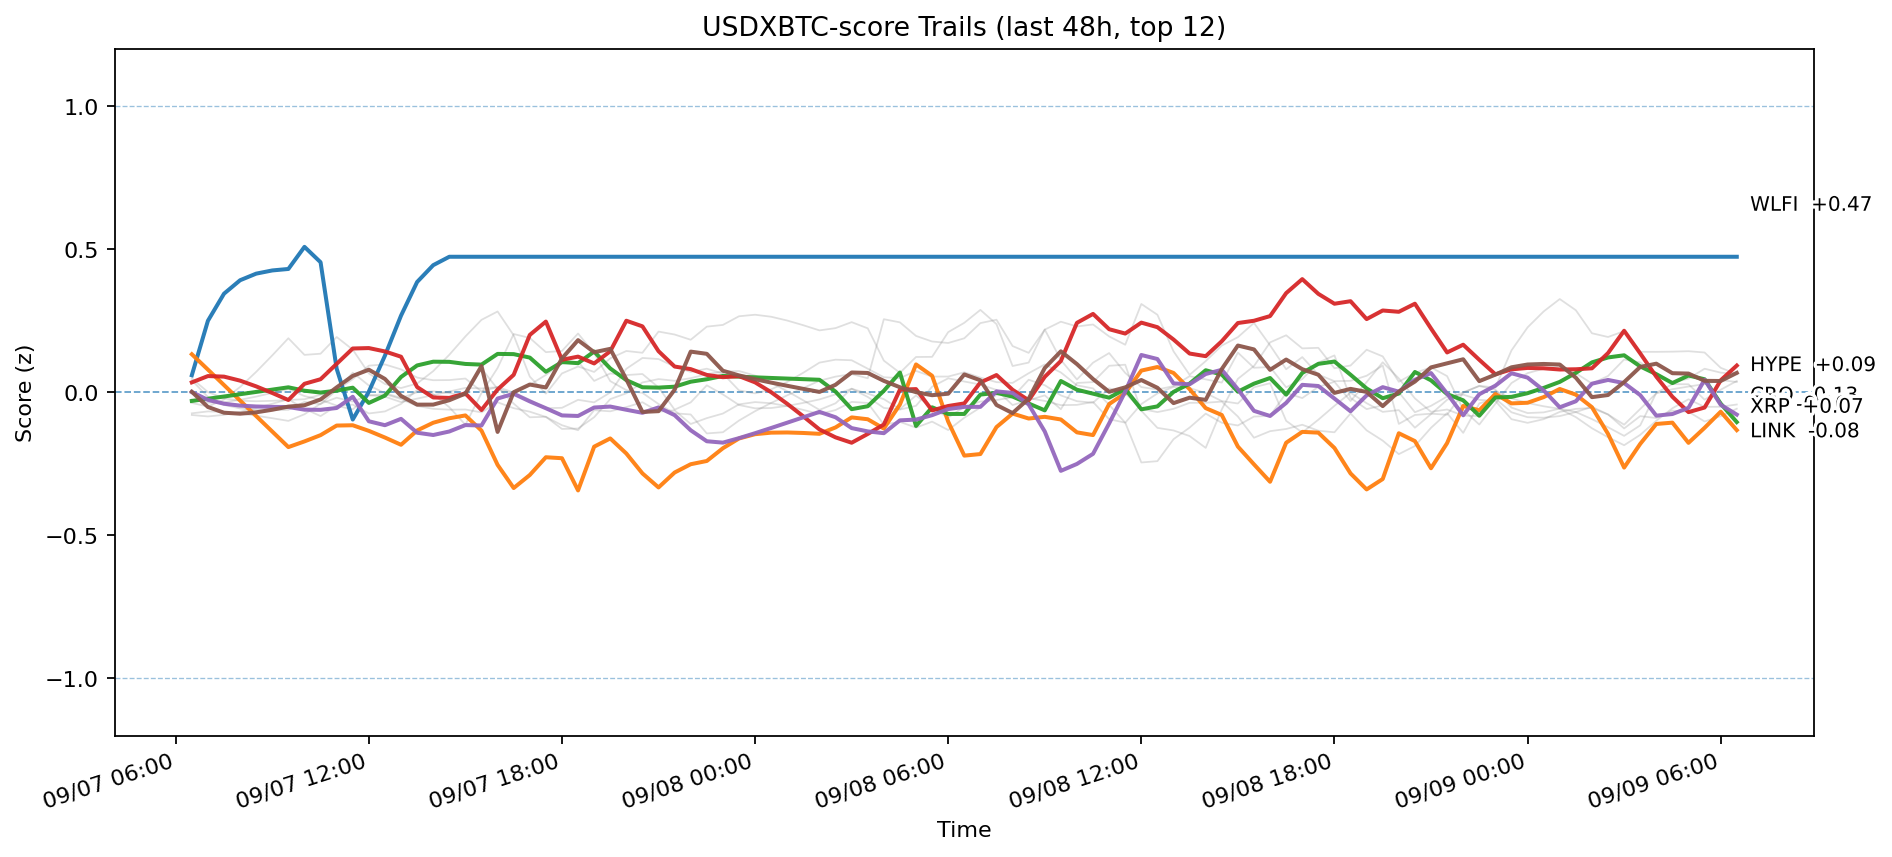 USDXBTC-score Trails (last 48h, top 12)
Score (z)
1.0
0.5
0.0
−0.5
−1.0
WLFI +0.47
HYPE +0.09
XRP +0.07
LINK -0.08
09/07 06:00
09/07 12:00
09/07 18:00
09/08 00:00
09/08 06:00
09/08 12:00
09/08 18:00
09/09 00:00
09/09 06:00
Time